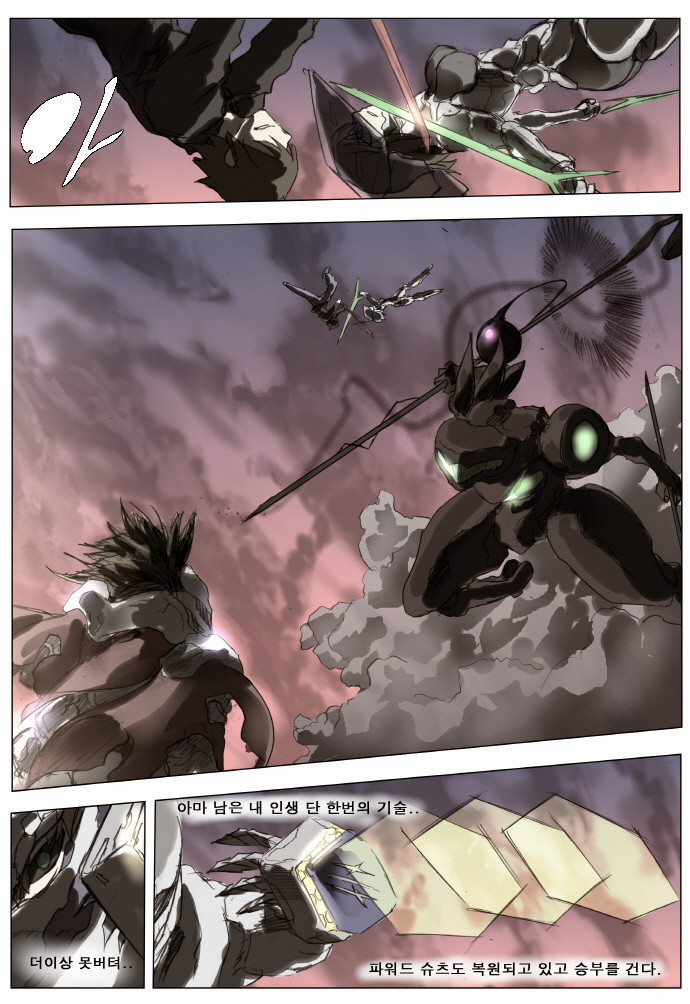 아
더이상 못버텨..
아마 남은 내 인생 단 한번의 기술..
파워드 슈츠도 복원되고 있고 승부를 건다.